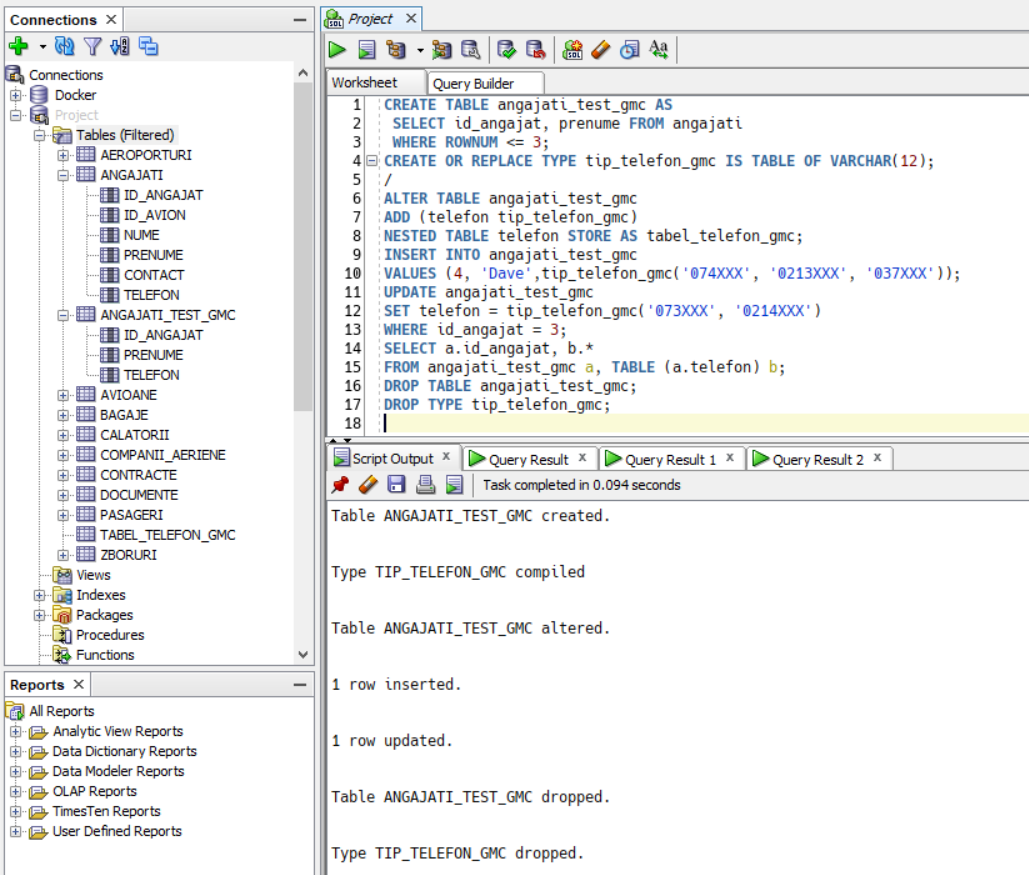 Connections
Connections
Docker
Project
Tables (Filtered)
AEROPORTURI
ANGAJATI
ID_ANGAJAT
ID_AVION
NUME
PRENUME
CONTACT
TELEFON
ANGAJATI_TEST_GMC
ID_ANGAJAT
PRENUME
TELEFON
AVIOANE
BAGAJE
CALATORII
COMPANII_AERIENE
CONTRACTE
DOCUMENTE
PASAGERI
TABEL_TELEFON_GMC
ZBORURI
Views
Indexes
Packages
Procedures
Functions
Reports
All Reports
Analytic View Reports
Data Dictionary Reports
Data Modeler Reports
OLAP Reports
TimesTen Reports
User Defined Reports
Project
Worksheet Query Builder
1 CREATE TABLE angajati_test_gmc AS
2 SELECT id_angajat, prenume FROM angajati
3 WHERE ROWNUM <= 3;
4 CREATE OR REPLACE TYPE tip_telefon_gmc IS TABLE OF VARCHAR(12);
5 /
6 ALTER TABLE angajati_test_gmc
7 ADD (telefon tip_telefon_gmc)
8 NESTED TABLE telefon STORE AS tabel_telefon_gmc;
9 INSERT INTO angajati_test_gmc
10 VALUES (4, 'Dave',tip_telefon_gmc('074XXX', '0213XXX', '037XXX'));
11 UPDATE angajati_test_gmc
12 SET telefon = tip_telefon_gmc('073XXX', '0214XXX')
13 WHERE id_angajat = 3;
14 SELECT a.id_angajat, b.*
15 FROM angajati_test_gmc a, TABLE (a.telefon) b;
16 DROP TABLE angajati_test_gmc;
17 DROP TYPE tip_telefon_gmc;
18
Script Output x Query Result x Query Result 1 x Query Result 2 x
Task completed in 0.094 seconds
Table ANGAJATI_TEST_GMC created.
Type TIP_TELEFON_GMC compiled
Table ANGAJATI_TEST_GMC altered.
1 row inserted.
1 row updated.
Table ANGAJATI_TEST_GMC dropped.
Type TIP_TELEFON_GMC dropped.